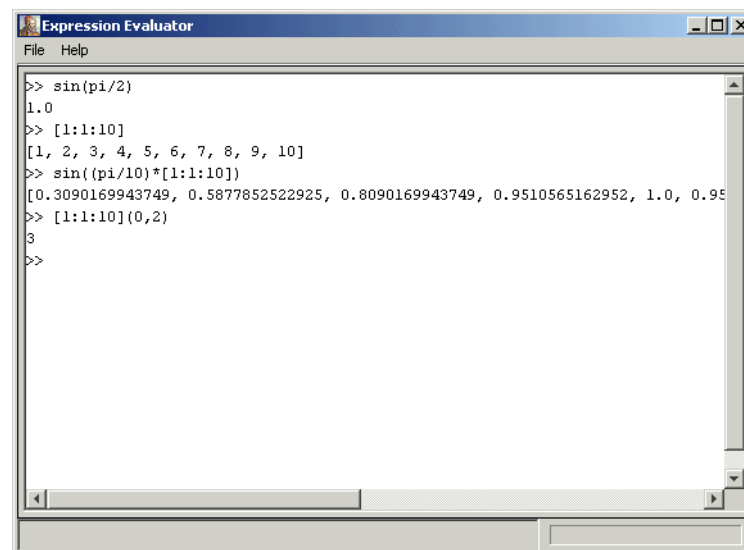 Expression Evaluator
File Help
>> sin(pi/2)
1.0
>> [1:1:10]
[1, 2, 3, 4, 5, 6, 7, 8, 9, 10]
>> sin((pi/10)*[1:1:10])
[0.3090169943749, 0.5877852522925, 0.8090169943749, 0.9510565162952, 1.0, 0.95
>> [1:1:10](0,2)
3
>>